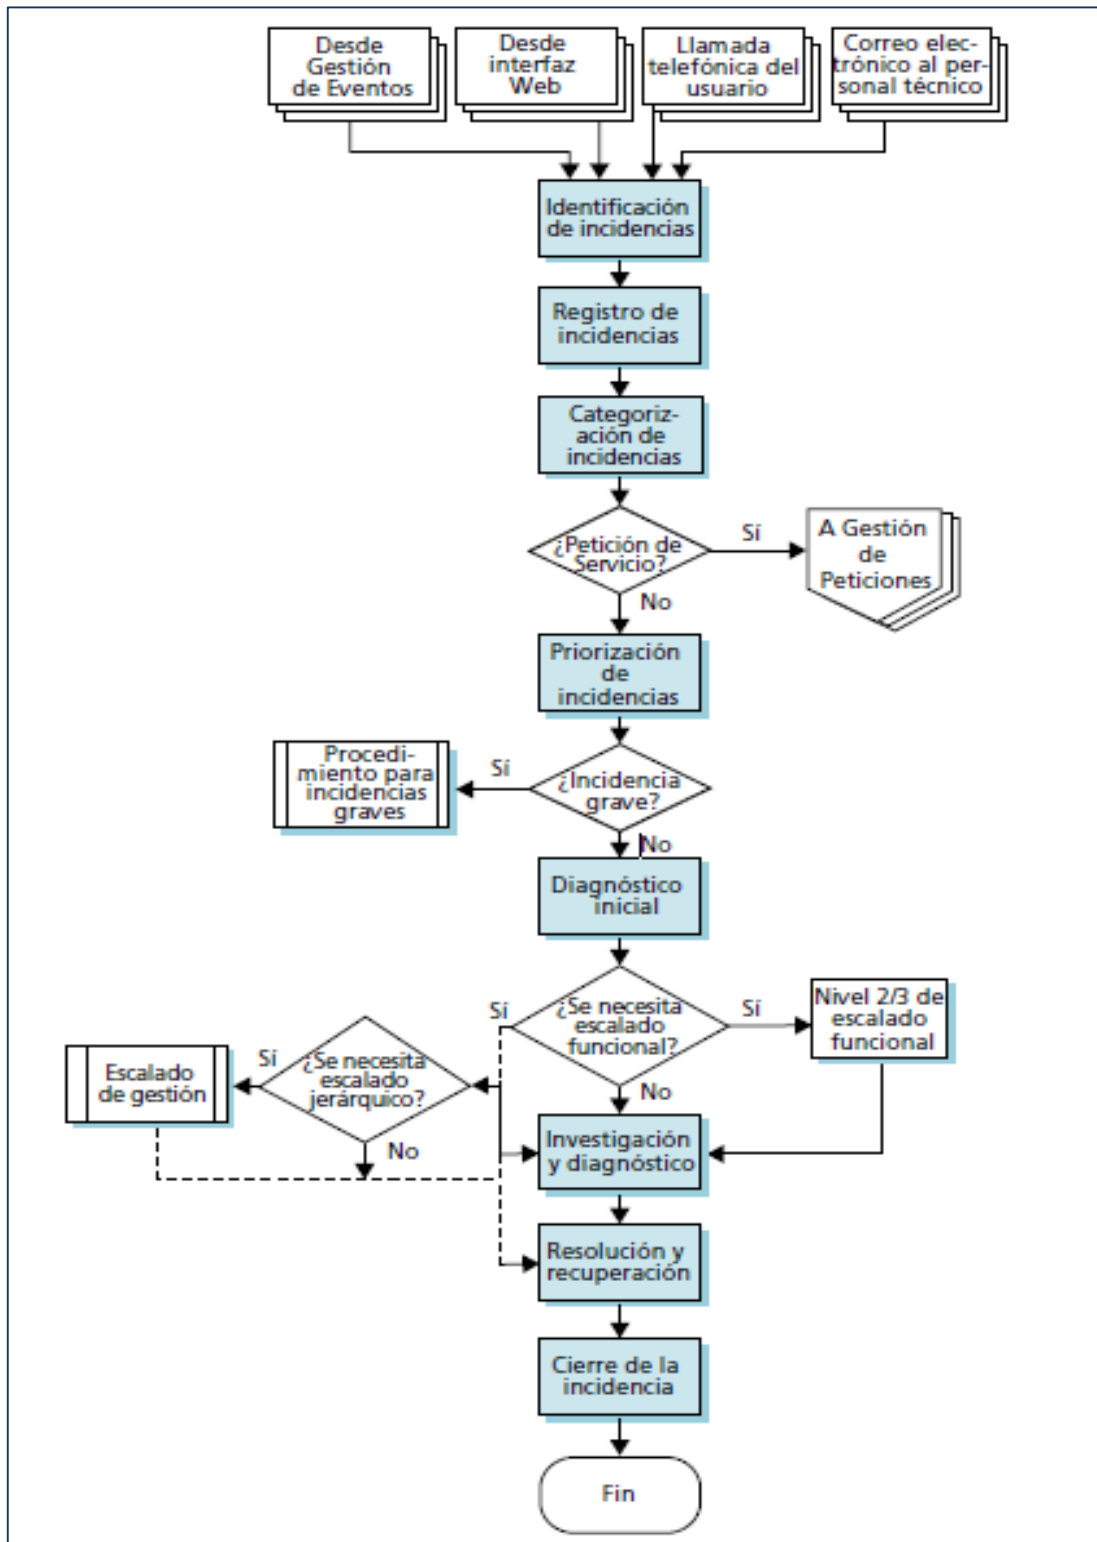 Desde
Gestión
de Eventos
Desde
interfaz
Web
Llamada
telefónica del
usuario
Correo elec-
trónico al per-
sonal técnico
Identificación
de incidencias
Registro de
incidencias
Categoriz-
ación de
incidencias
¿Petición de
Servicio?
Sí
A Gestión
de
Peticiones
No
Priorización
de
incidencias
Procedi-
miento para
incidencias
graves
Sí
¿Incidencia
grave?
No
Diagnóstico
inicial
Sí
¿Se necesita
escalado
funcional?
Sí
Nivel 2/3 de
escalado
funcional
Escalado
de gestión
Sí
¿Se necesita
escalado
jerárquico?
No
No
Investigación
y diagnóstico
Resolución y
recuperación
Cierre de la
incidencia
Fin